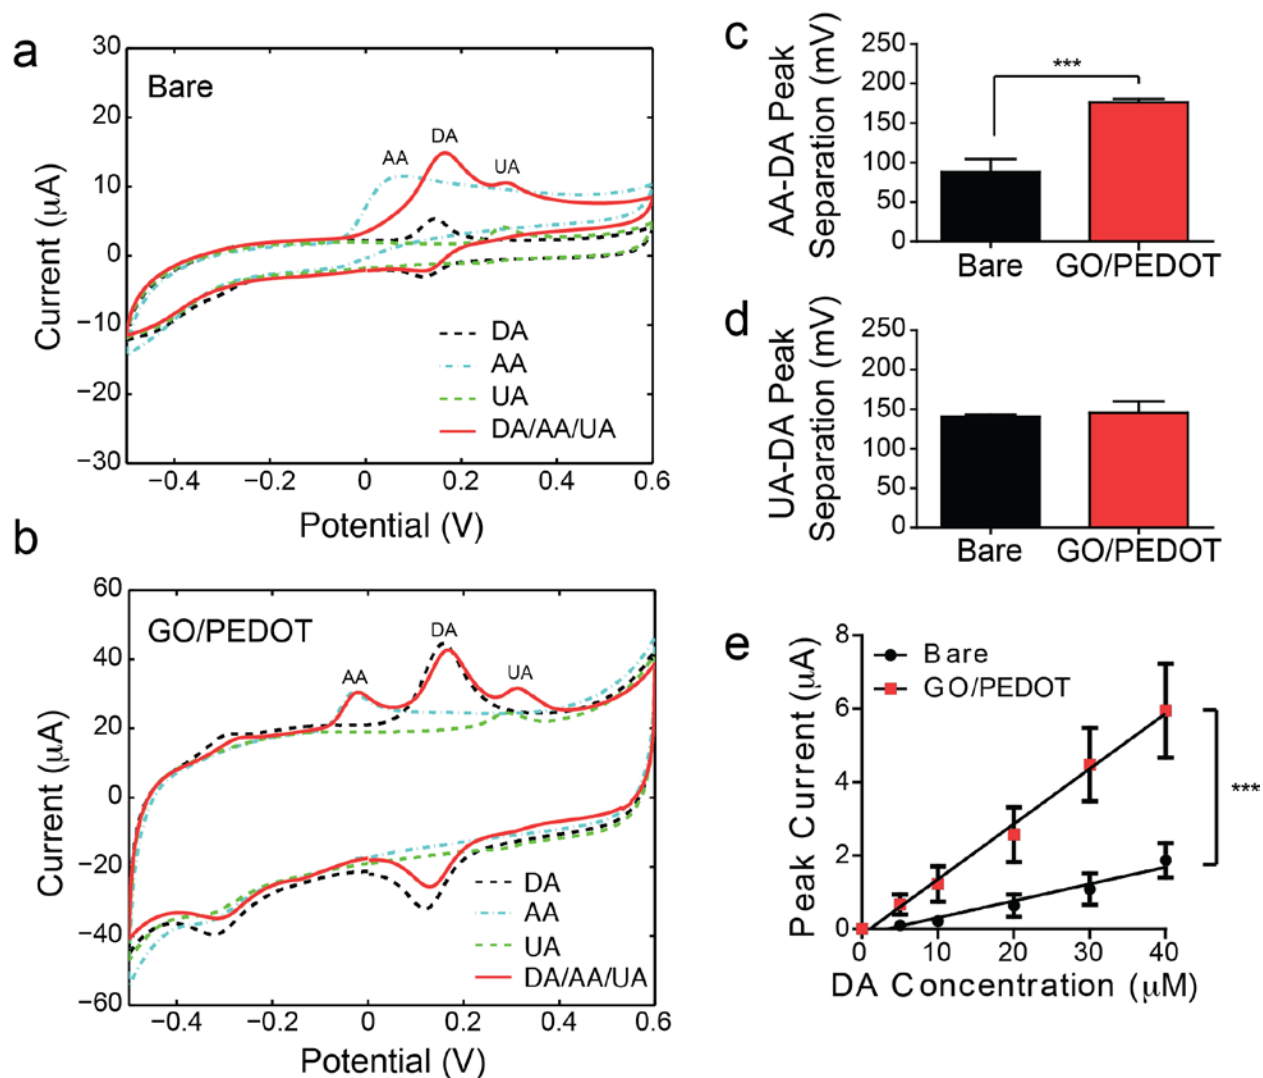 a
30
20
10
0
−10
−20
−30
Current (μA)
Bare
AA
DA
UA
DA
AA
UA
DA/AA/UA
−0.4
−0.2
0
0.2
0.4
0.6
Potential (V)
b
60
40
20
0
−20
−40
−60
Current (μA)
GO/PEDOT
AA
DA
UA
DA
AA
UA
DA/AA/UA
−0.4
−0.2
0
0.2
0.4
0.6
Potential (V)
c
AA-DA Peak
Separation (mV)
250
200
150
100
50
0
***
Bare
GO/PEDOT
d
UA-DA Peak
Separation (mV)
250
200
150
100
50
0
Bare
GO/PEDOT
e
Peak Current (μA)
8
6
4
2
0
Bare
GO/PEDOT
***
0
10
20
30
40
DA Concentration (μM)